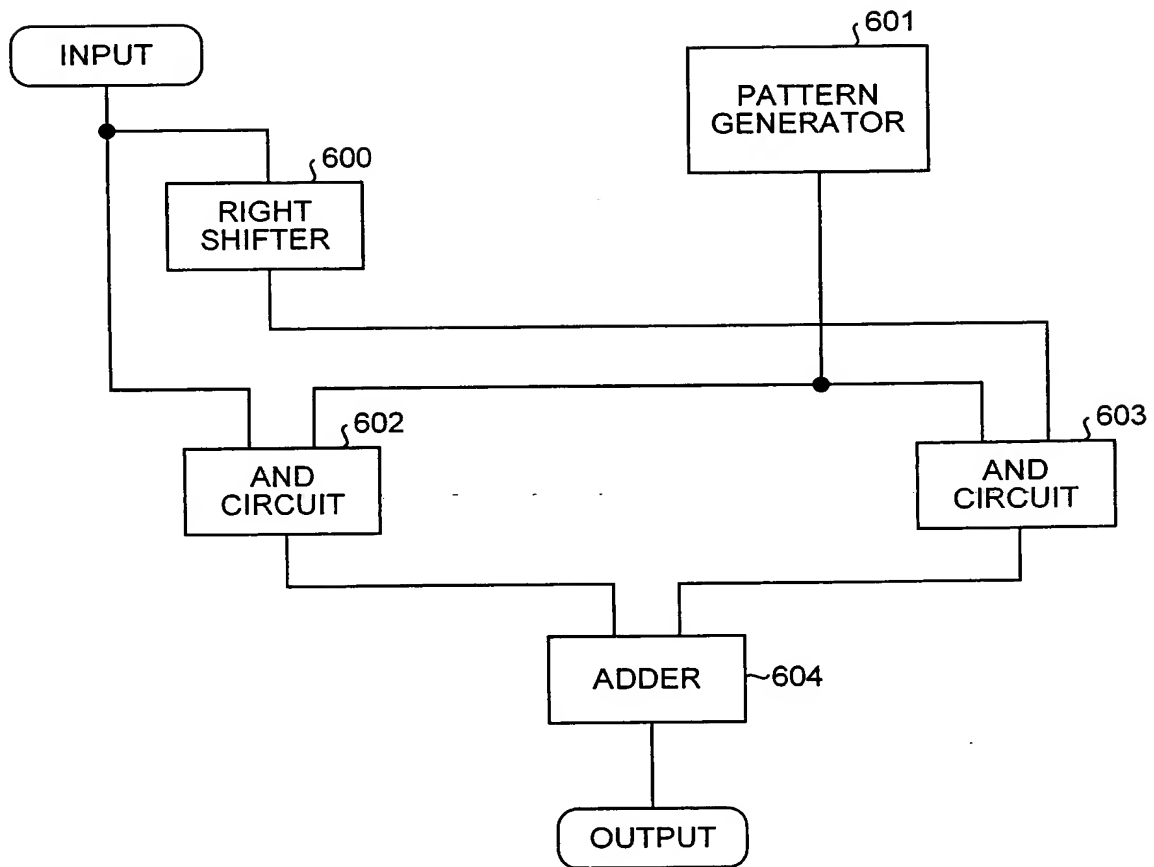 INPUT
601
PATTERN
GENERATOR
600
RIGHT
SHIFTER
602
603
AND
CIRCUIT
AND
CIRCUIT
ADDER
604
OUTPUT